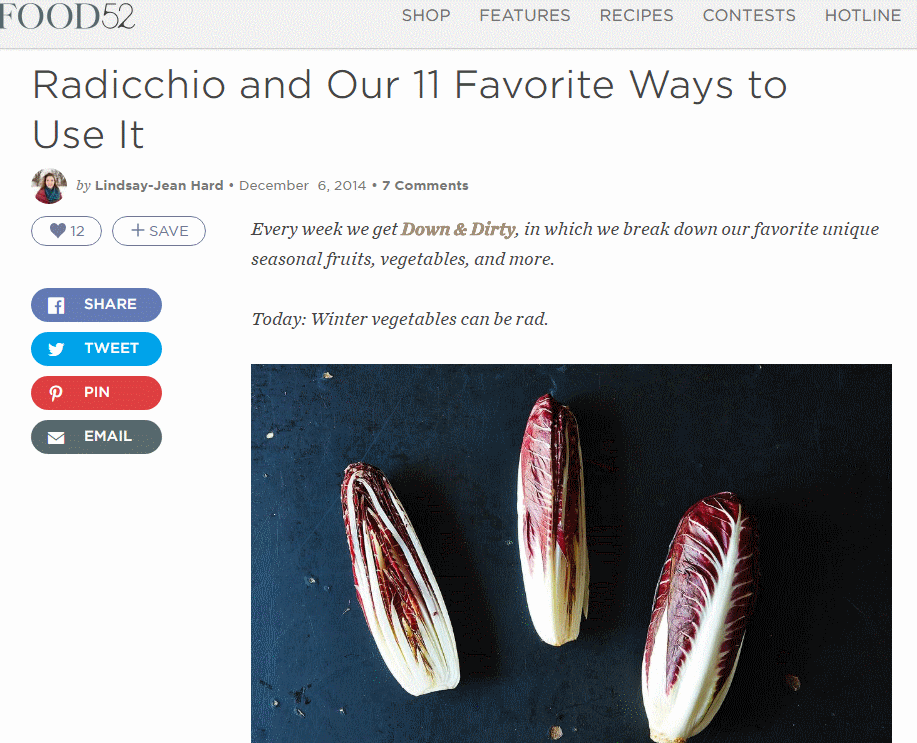 FOOD52 SHOP FEATURES RECIPES CONTESTS HOTLINE
Radicchio and Our 11 Favorite Ways to
Use It
by Lindsay-Jean Hard • December 6, 2014 • 7 Comments
12 + SAVE
Every week we get Down & Dirty, in which we break down our favorite unique
seasonal fruits, vegetables, and more.
Today: Winter vegetables can be rad.
SHARE
TWEET
PIN
EMAIL